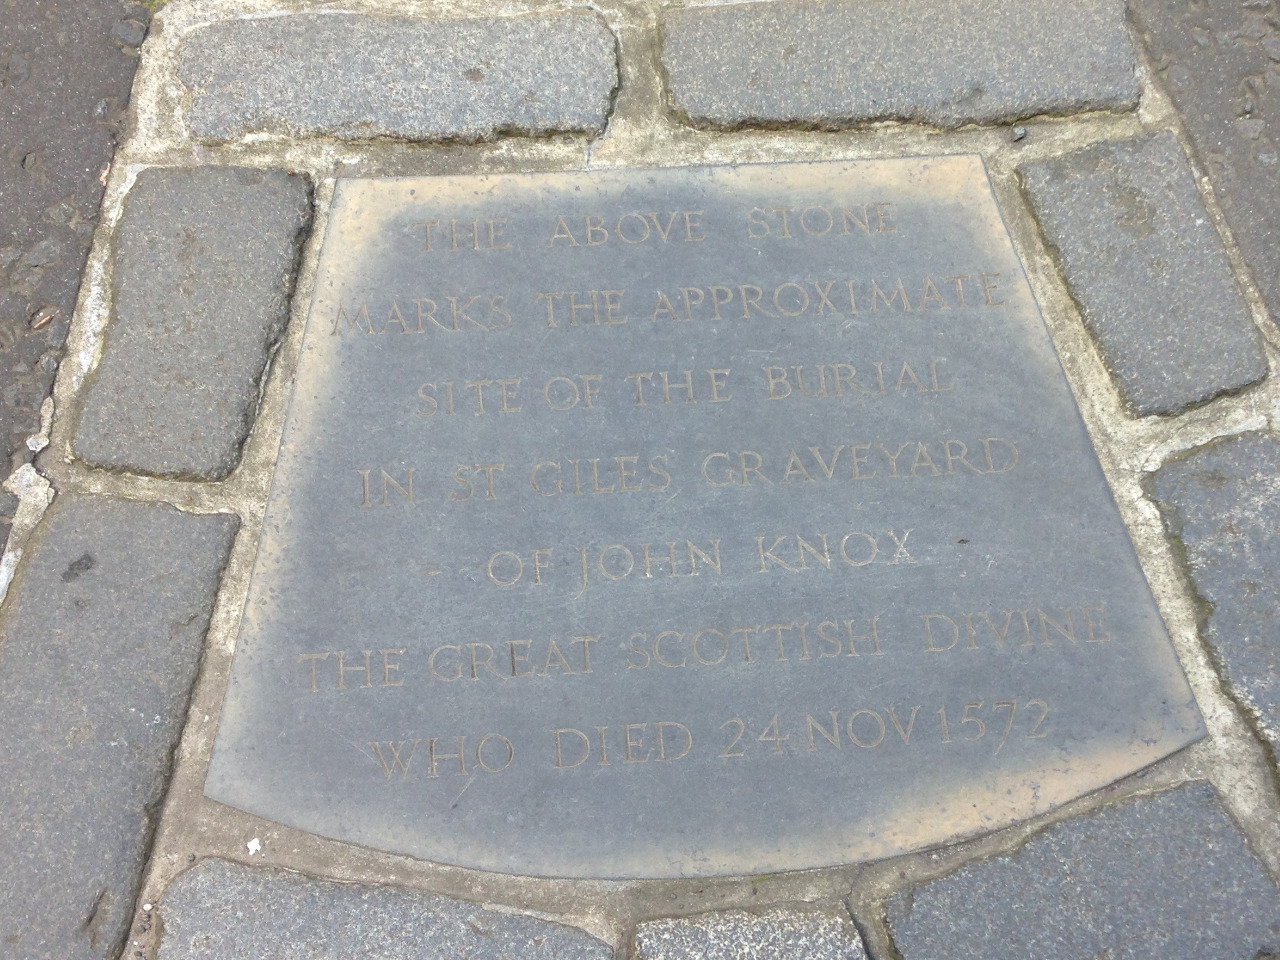 THE ABOVE STONE
MARKS THE APPROXIMATE
SITE OF THE BURIAL
IN ST GILES GRAVEYARD
OF JOHN KNOX
THE GREAT SCOTTISH DIVINE
WHO DIED 24 NOV 1572